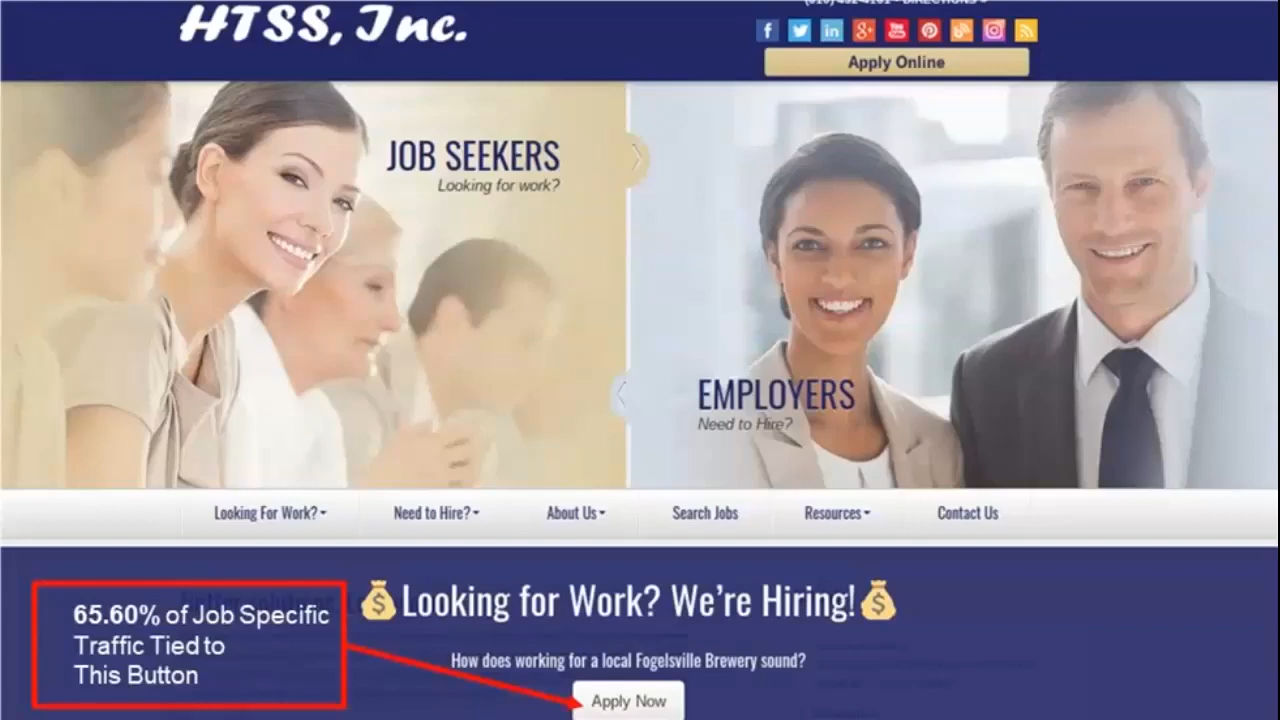 HTSS, Inc.
Apply Online
JOB SEEKERS
Looking for work?
EMPLOYERS
Need to Hire?
Looking For Work?
Need to Hire?
About Us
Search Jobs
Resources
Contact Us
Looking for Work? We're Hiring!
65.60% of Job Specific
Traffic Tied to
This Button
How does working for a local Fogelsville Brewery sound?
Apply Now